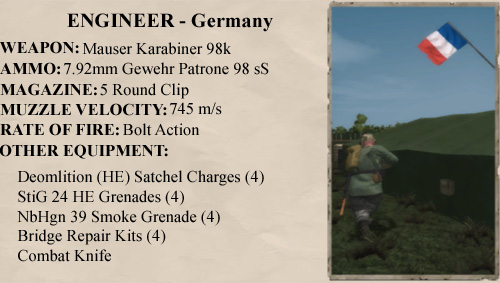 ENGINEER - Germany
WEAPON: Mauser Karabiner 98k
AMMO: 7.92mm Gewehr Patrone 98 sS
MAGAZINE: 5 Round Clip
MUZZLE VELOCITY: 745 m/s
RATE OF FIRE: Bolt Action
OTHER EQUIPMENT:
Deomlition (HE) Satchel Charges (4)
StiG 24 HE Grenades (4)
NbHgn 39 Smoke Grenade (4)
Bridge Repair Kits (4)
Combat Knife